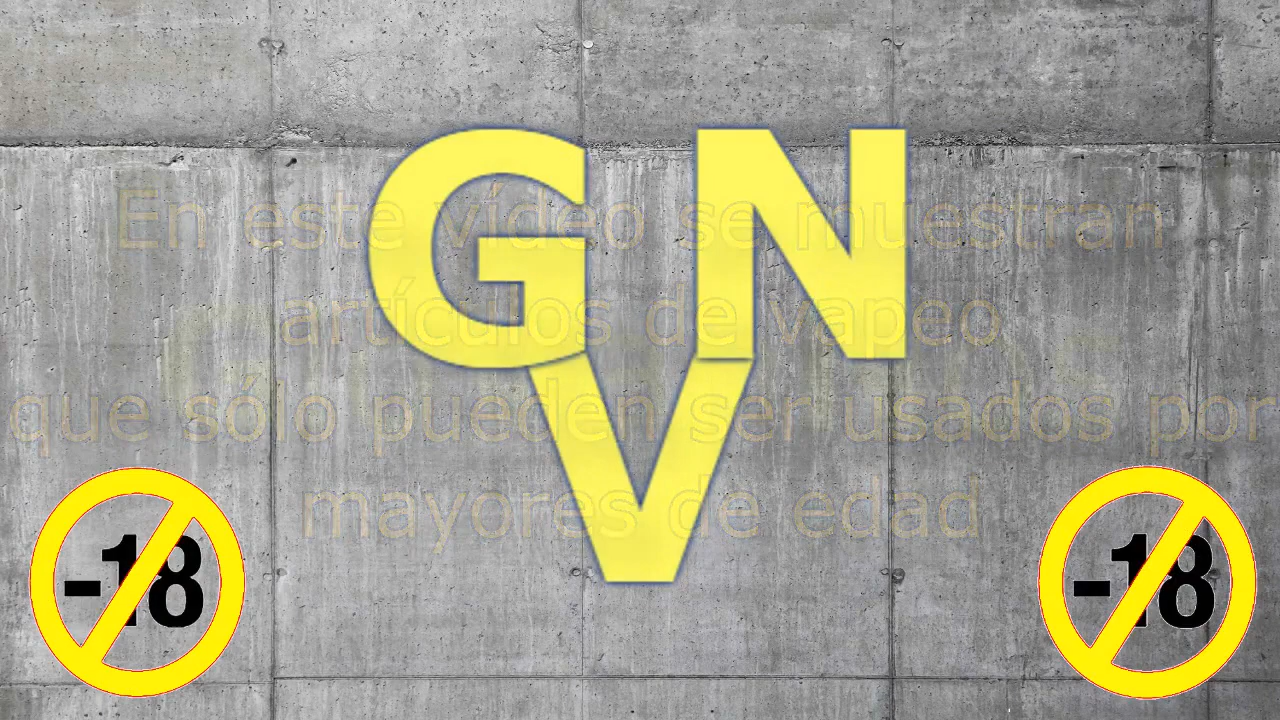 G N
V
En este vídeo se muestran
artículos de vapeo
que sólo pueden ser usados por
mayores de edad
-18
-18